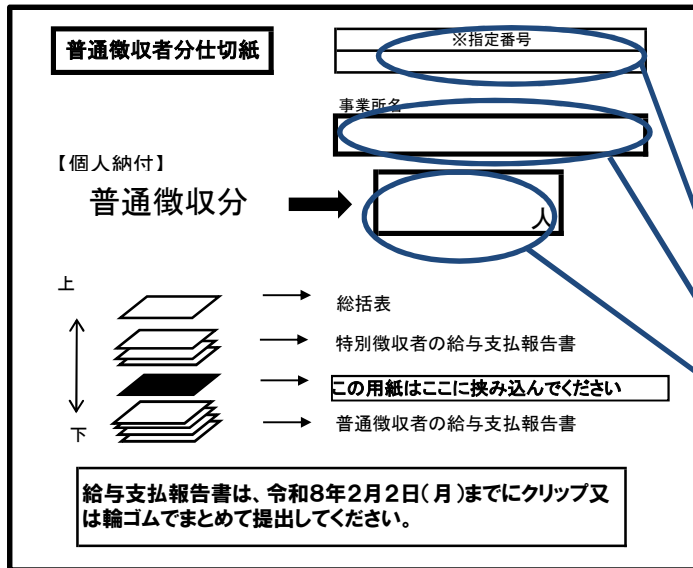 普通徴収者分仕切紙
※指定番号
事業所名
【個人納付】
普通徴収分
人
上
総括表
特別徴収者の給与支払報告書
この用紙はここに挟み込んでください
下
普通徴収者の給与支払報告書
給与支払報告書は、令和8年2月2日(月)までにクリップ又
は輪ゴムでまとめて提出してください。